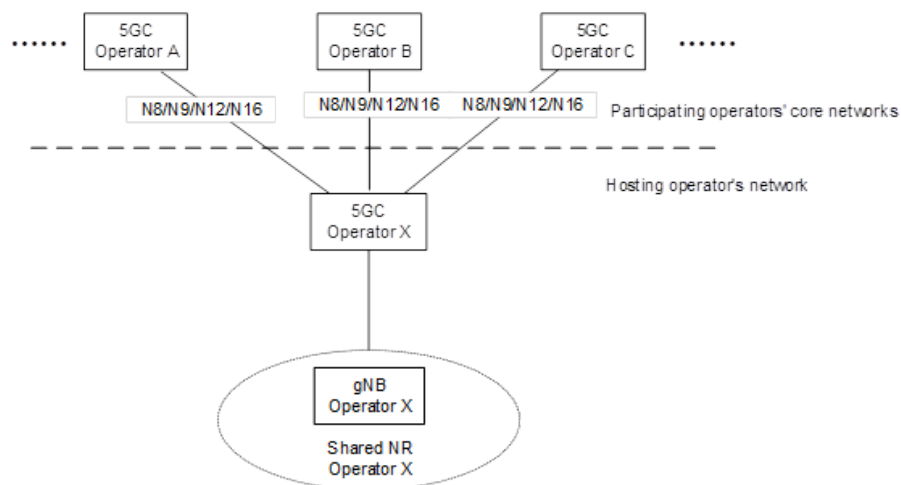 ...... 5GC 5GC 5GC ......
Operator A Operator B Operator C
N8/N9/N12/N16 N8/N9/N12/N16 N8/N9/N12/N16
Participating operators' core networks
Hosting operator's network
5GC
Operator X
gNB
Operator X
Shared NR
Operator X